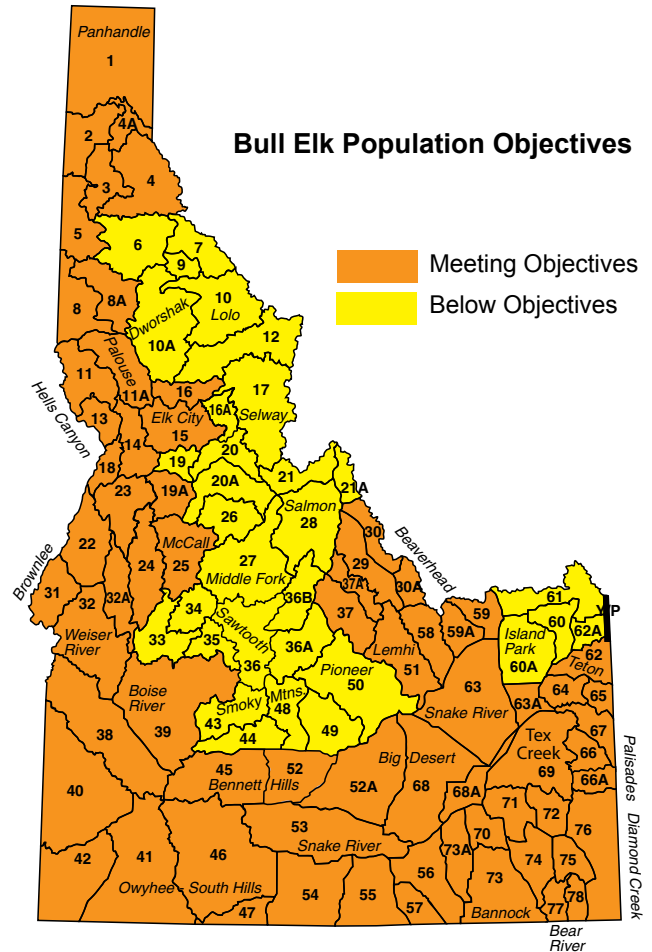 Panhandle
1
Bull Elk Population Objectives
Meeting Objectives
Below Objectives
2
4A
3
4
5
6
7
9
8
8A
10
Lolo
Dworshak
10A
12
11
Palouse
11A
16
17
Selway
16A
Hells Canyon
13
Elk City
15
14
18
19
20
21
21A
23
19A
20A
Salmon
28
26
22
McCall
25
24
27
Middle Fork
30
Beaverhead
29
37A
30A
Brownlee
31
32
32A
Weiser
River
33
34
35
Sawtooth
36
36B
36A
37
Lemhi
51
58
59
59A
61
Y/P
60
62A
Island
Park
60A
62
Teton
Pioneer
50
Boise
River
39
Smoky Mtns.
43
44
48
49
63
Snake River
63A
64
65
67
Tex
Creek
69
66
66A
Palisades
38
40
45
Bennett Hills
52
Big Desert
52A
68
68A
71
72
76
Diamond Creek
53
Snake River
42
41
46
Owyhee - South Hills
47
54
55
56
57
73A
70
73
Bannock
74
75
77
78
Bear
River